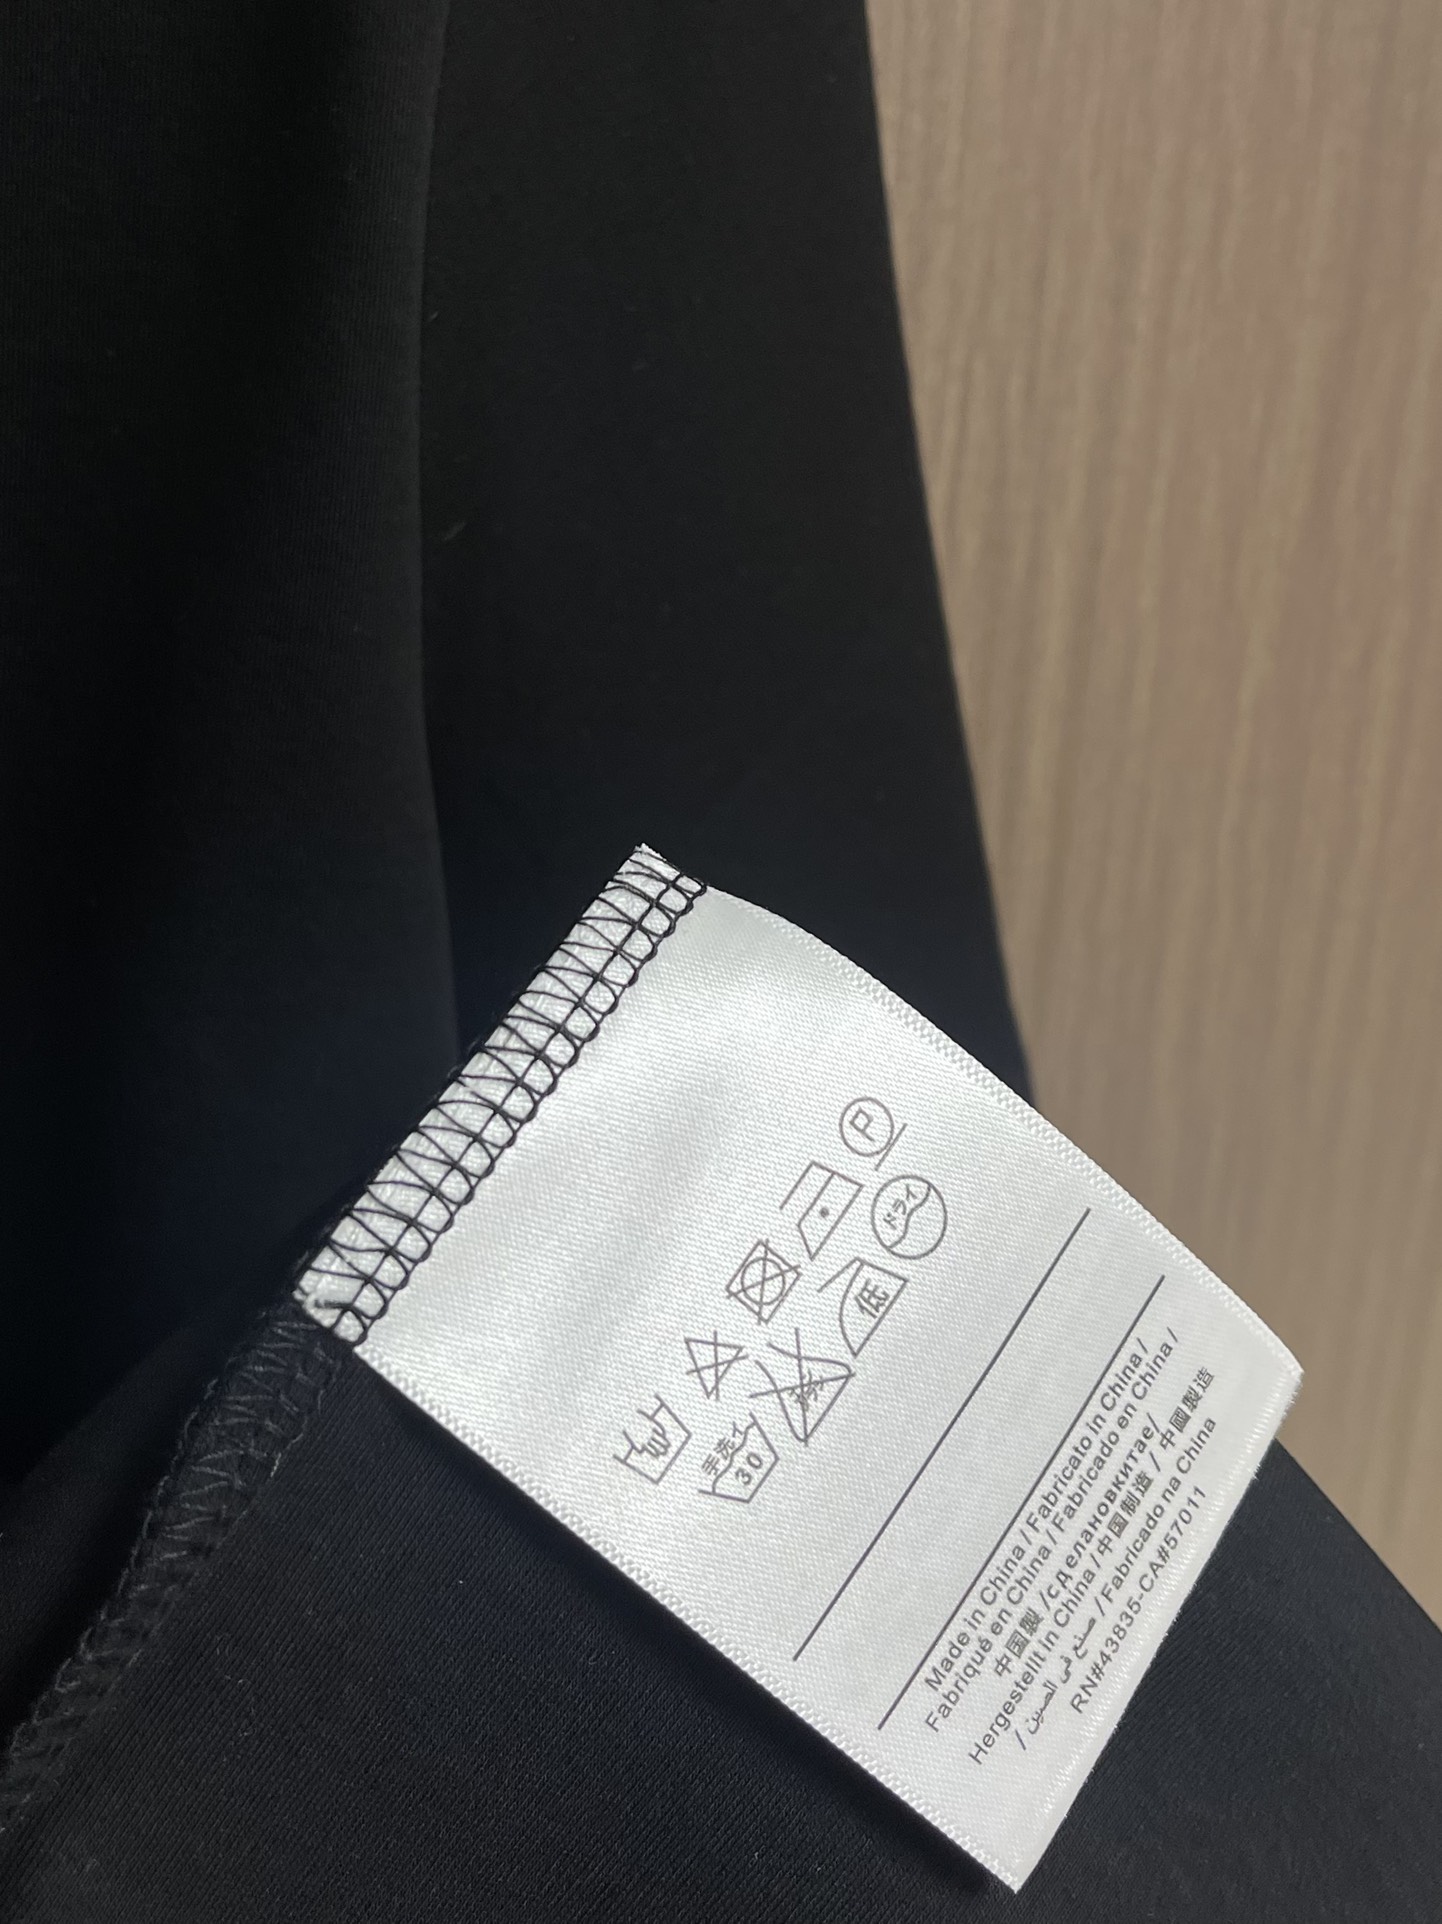 P
ドライ
低
手洗イ
30
Made in China / Fabricato in China /
Fabriqué en China / Fabricado en China /
中国製 /сделановкитае/
Hergestellt in China / 中国制造 / 中國製造
/ صنع في الصين / Fabricado na China
RN#43835-CA#57011